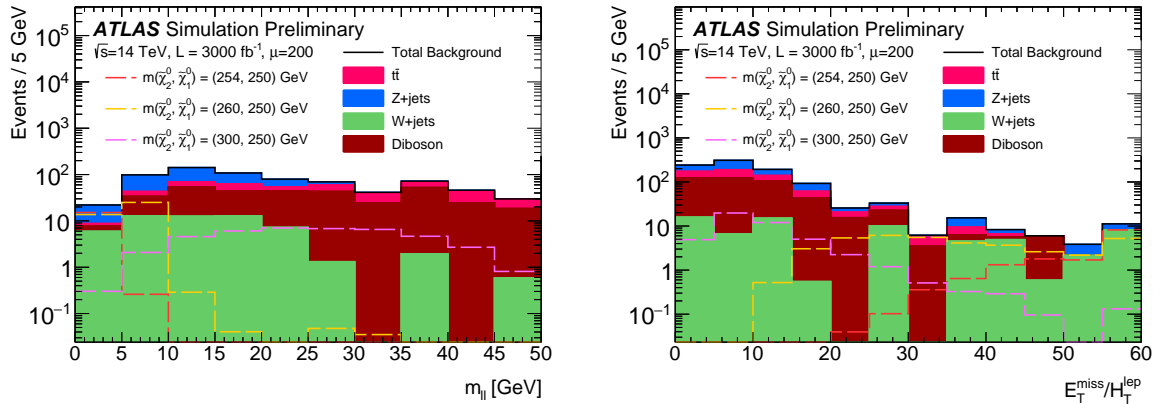 ATLAS Simulation Preliminary
√s=14 TeV, L = 3000 fb⁻¹, μ=200
m(χ̃⁰₂, χ̃⁰₁) = (254, 250) GeV
m(χ̃⁰₂, χ̃⁰₁) = (260, 250) GeV
m(χ̃⁰₂, χ̃⁰₁) = (300, 250) GeV
Total Background
tt̄
Z+jets
W+jets
Diboson
Events / 5 GeV
10⁵
10⁴
10³
10²
10
1
10⁻¹
0 5 10 15 20 25 30 35 40 45 50
m_ll [GeV]
ATLAS Simulation Preliminary
√s=14 TeV, L = 3000 fb⁻¹, μ=200
m(χ̃⁰₂, χ̃⁰₁) = (254, 250) GeV
m(χ̃⁰₂, χ̃⁰₁) = (260, 250) GeV
m(χ̃⁰₂, χ̃⁰₁) = (300, 250) GeV
Total Background
tt̄
Z+jets
W+jets
Diboson
Events / 5 GeV
10⁵
10⁴
10³
10²
10
1
10⁻¹
0 10 20 30 40 50 60
E_T^miss/H_T^lep